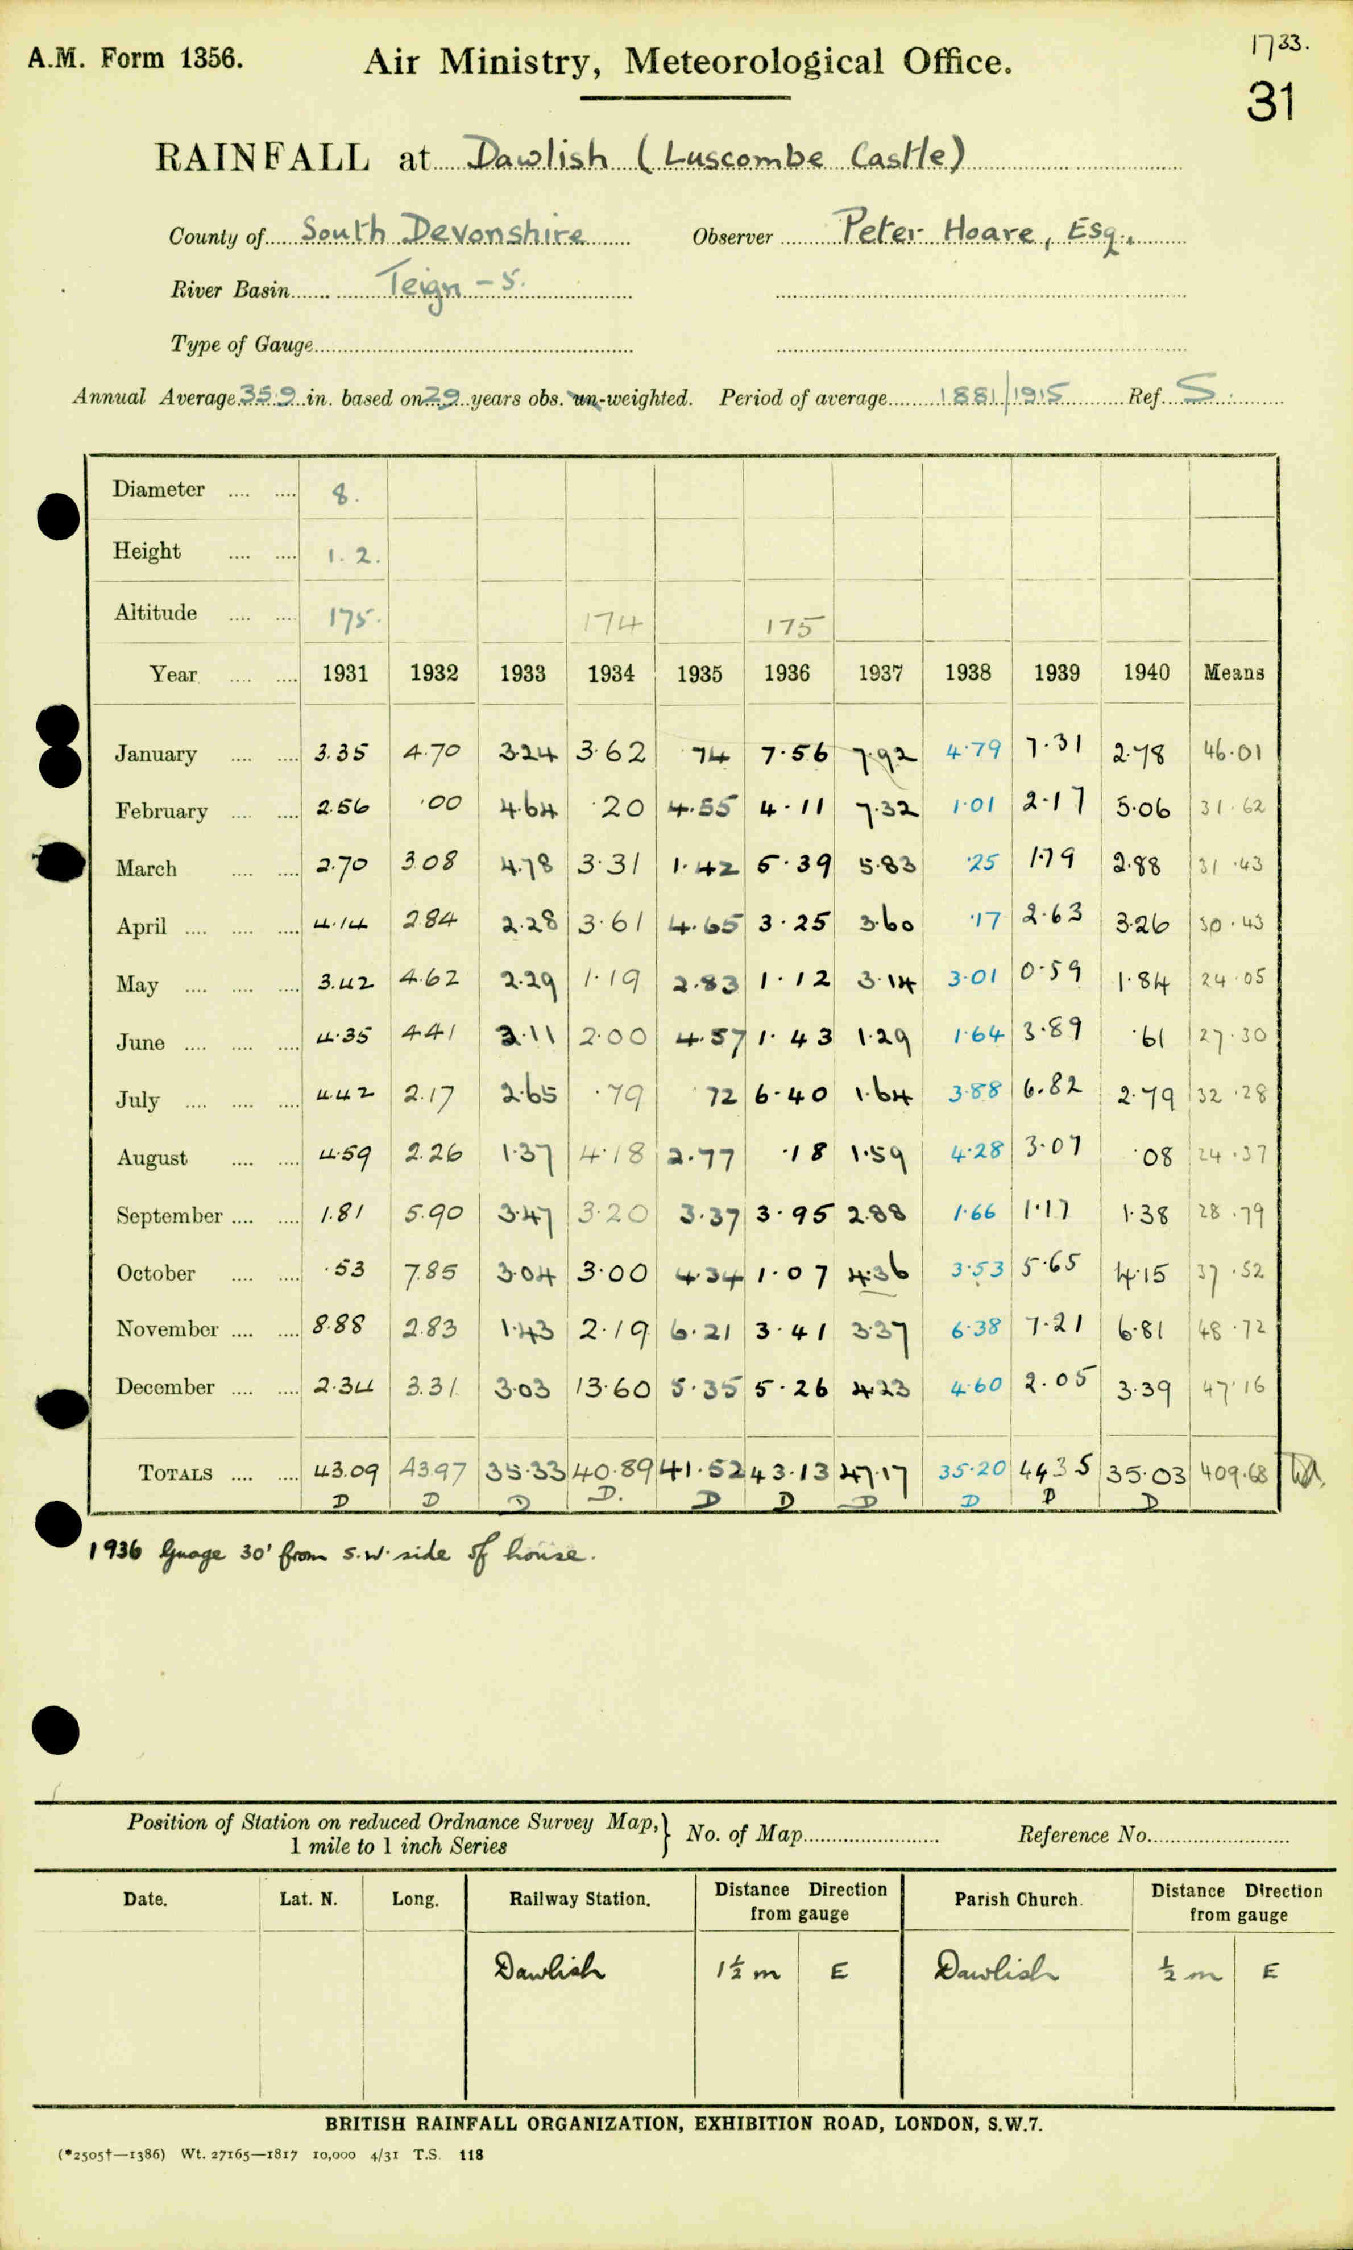 1733.
A.M. Form 1356. Air Ministry, Meteorological Office.
31
RAINFALL at Dawlish (Luscombe Castle)
County of South Devonshire Observer Peter Hoare, Esq.
River Basin Teign - 5.
Type of Gauge
Annual Average 35.9 in. based on 29 years obs. un-weighted. Period of average 1881/1915 Ref. S.
Diameter 8.
Height 1. 2.
Altitude 175. 174 175
Year 1931 1932 1933 1934 1935 1936 1937 1938 1939 1940 Means
January 3.35 4.70 3.24 3.62 .74 7.56 7.92 4.79 7.31 2.78 46.01
February 2.56 .00 4.64 .20 4.55 4.11 7.32 1.01 2.17 5.06 31.62
March 2.70 3.08 4.78 3.31 1.42 5.39 5.83 .25 1.79 2.88 31.43
April 4.14 2.84 2.28 3.61 4.65 3.25 3.60 .17 2.63 3.26 30.43
May 3.42 4.62 2.29 1.19 2.83 1.12 3.14 3.01 0.59 1.84 24.05
June 4.35 4.41 3.11 2.00 4.57 1.43 1.29 1.64 3.89 .61 27.30
July 4.42 2.17 2.65 .79 .72 6.40 1.64 3.88 6.82 2.79 32.28
August 4.59 2.26 1.37 4.18 2.77 .18 1.59 4.28 3.07 .08 24.37
September 1.81 5.90 3.47 3.20 3.37 3.95 2.88 1.66 1.17 1.38 28.79
October .53 7.85 3.04 3.00 4.34 1.07 4.36 3.53 5.65 4.15 37.52
November 8.88 2.83 1.43 2.19 6.21 3.41 3.37 6.38 7.21 6.81 48.72
December 2.34 3.31 3.03 13.60 5.35 5.26 4.23 4.60 2.05 3.39 47.16
TOTALS 43.09 43.97 35.33 40.89 41.52 43.13 47.17 35.20 44.35 35.03 409.68
D D D D. D D D D D D
1936 Guage 30' from S.W. side of house.
Position of Station on reduced Ordnance Survey Map, 1 mile to 1 inch Series } No. of Map Reference No.
Date. Lat. N. Long. Railway Station. Distance Direction from gauge Parish Church. Distance Direction from gauge
Dawlish 1½ m E Dawlish ½ m E
BRITISH RAINFALL ORGANIZATION, EXHIBITION ROAD, LONDON, S.W.7.
(*2505†—1386) Wt. 27165—1817 10,000 4/31 T.S. 118